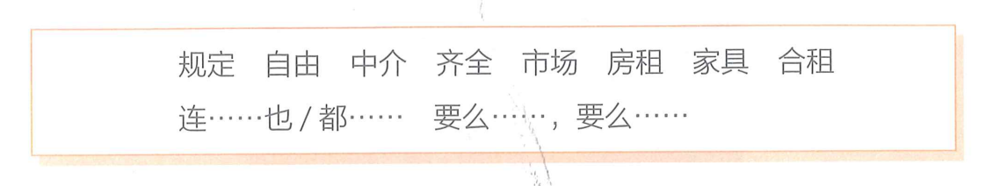 规定 自由 中介 齐全 市场 房租 家具 合租
连……也 / 都…… 要么……，要么……